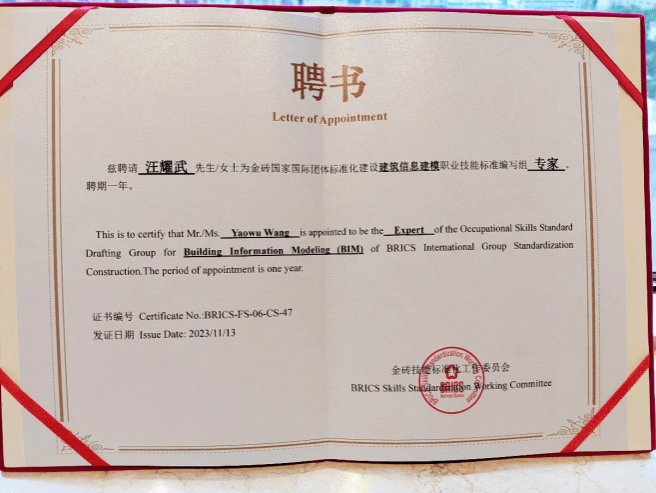 聘书
Letter of Appointment
兹聘请 汪耀武 先生/女士为金砖国家国际团体标准化建设建筑信息建模职业技能标准编写组 专家 ,
聘期一年。
This is to certify that Mr./Ms. Yaowu Wang is appointed to be the Expert of the Occupational Skills Standard
Drafting Group for Building Information Modeling (BIM) of BRICS International Group Standardization
Construction.The period of appointment is one year.
证书编号 Certificate No.:BRICS-FS-06-CS-47
发证日期 Issue Date: 2023/11/13
金砖技能标准化工作委员会
BRICS Skills Standardization Working Committee
BRICS